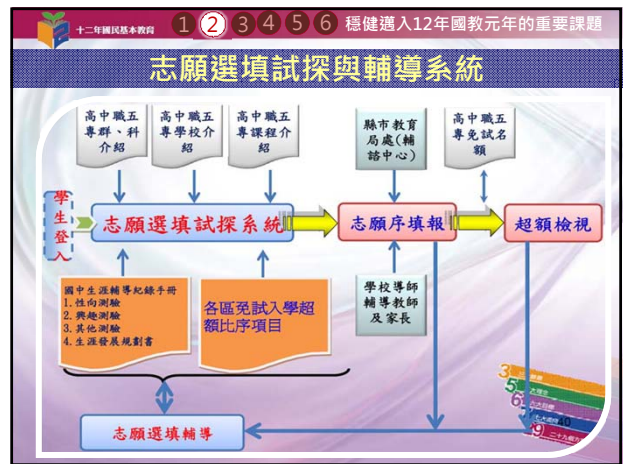 十二年國民基本教育
1 2 3 4 5 6 穩健邁入12年國教元年的重要課題
志願選填試探與輔導系統
高中職五
專群、科
介紹
高中職五
專學校介
紹
高中職五
專課程介
紹
縣市教育
局處(輔
諮中心)
高中職五
專免試名
額
學
生
登
入
志願選填試探系統
志願序填報
超額檢視
國中生涯輔導紀錄手冊
1.性向測驗
2.興趣測驗
3.其他測驗
4.生涯發展規劃書
各區免試入學超
額比序項目
學校導師
輔導教師
及家長
志願選填輔導
3
5
6
7
40
9